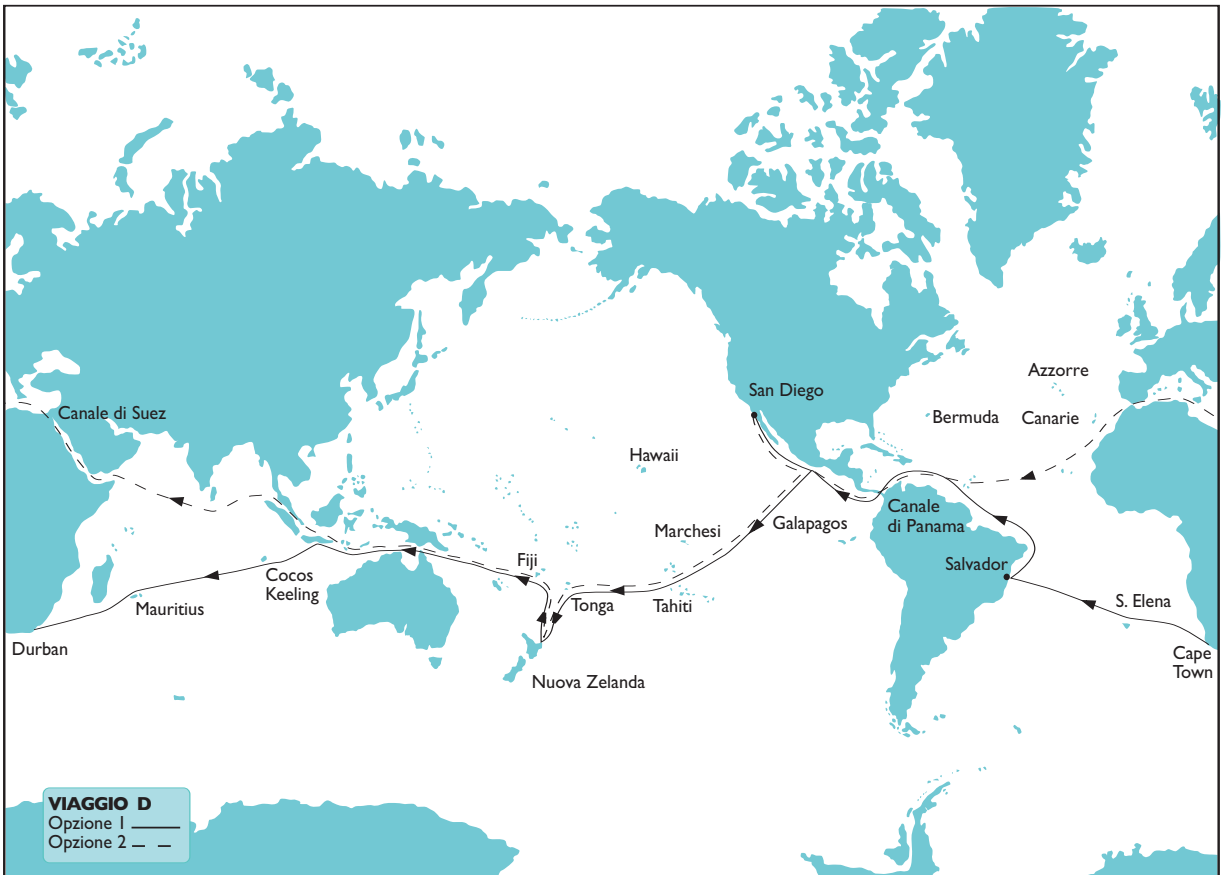 Azzorre
San Diego
Canale di Suez
Bermuda
Canarie
Hawaii
Canale
di Panama
Galapagos
Marchesi
Fiji
Salvador
Cocos
Keeling
Mauritius
Tonga
Tahiti
S. Elena
Durban
Cape
Town
Nuova Zelanda
VIAGGIO D
Opzione 1
Opzione 2